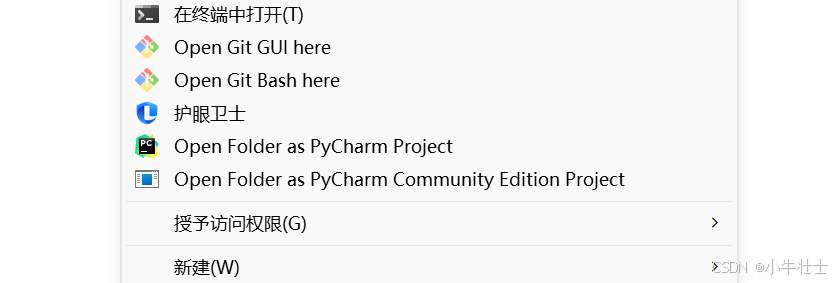 在终端中打开(T)
Open Git GUI here
Open Git Bash here
护眼卫士
PC
Open Folder as PyCharm Project
Open Folder as PyCharm Community Edition Project
授予访问权限(G)
新建(W)
CSDN @小牛壮士